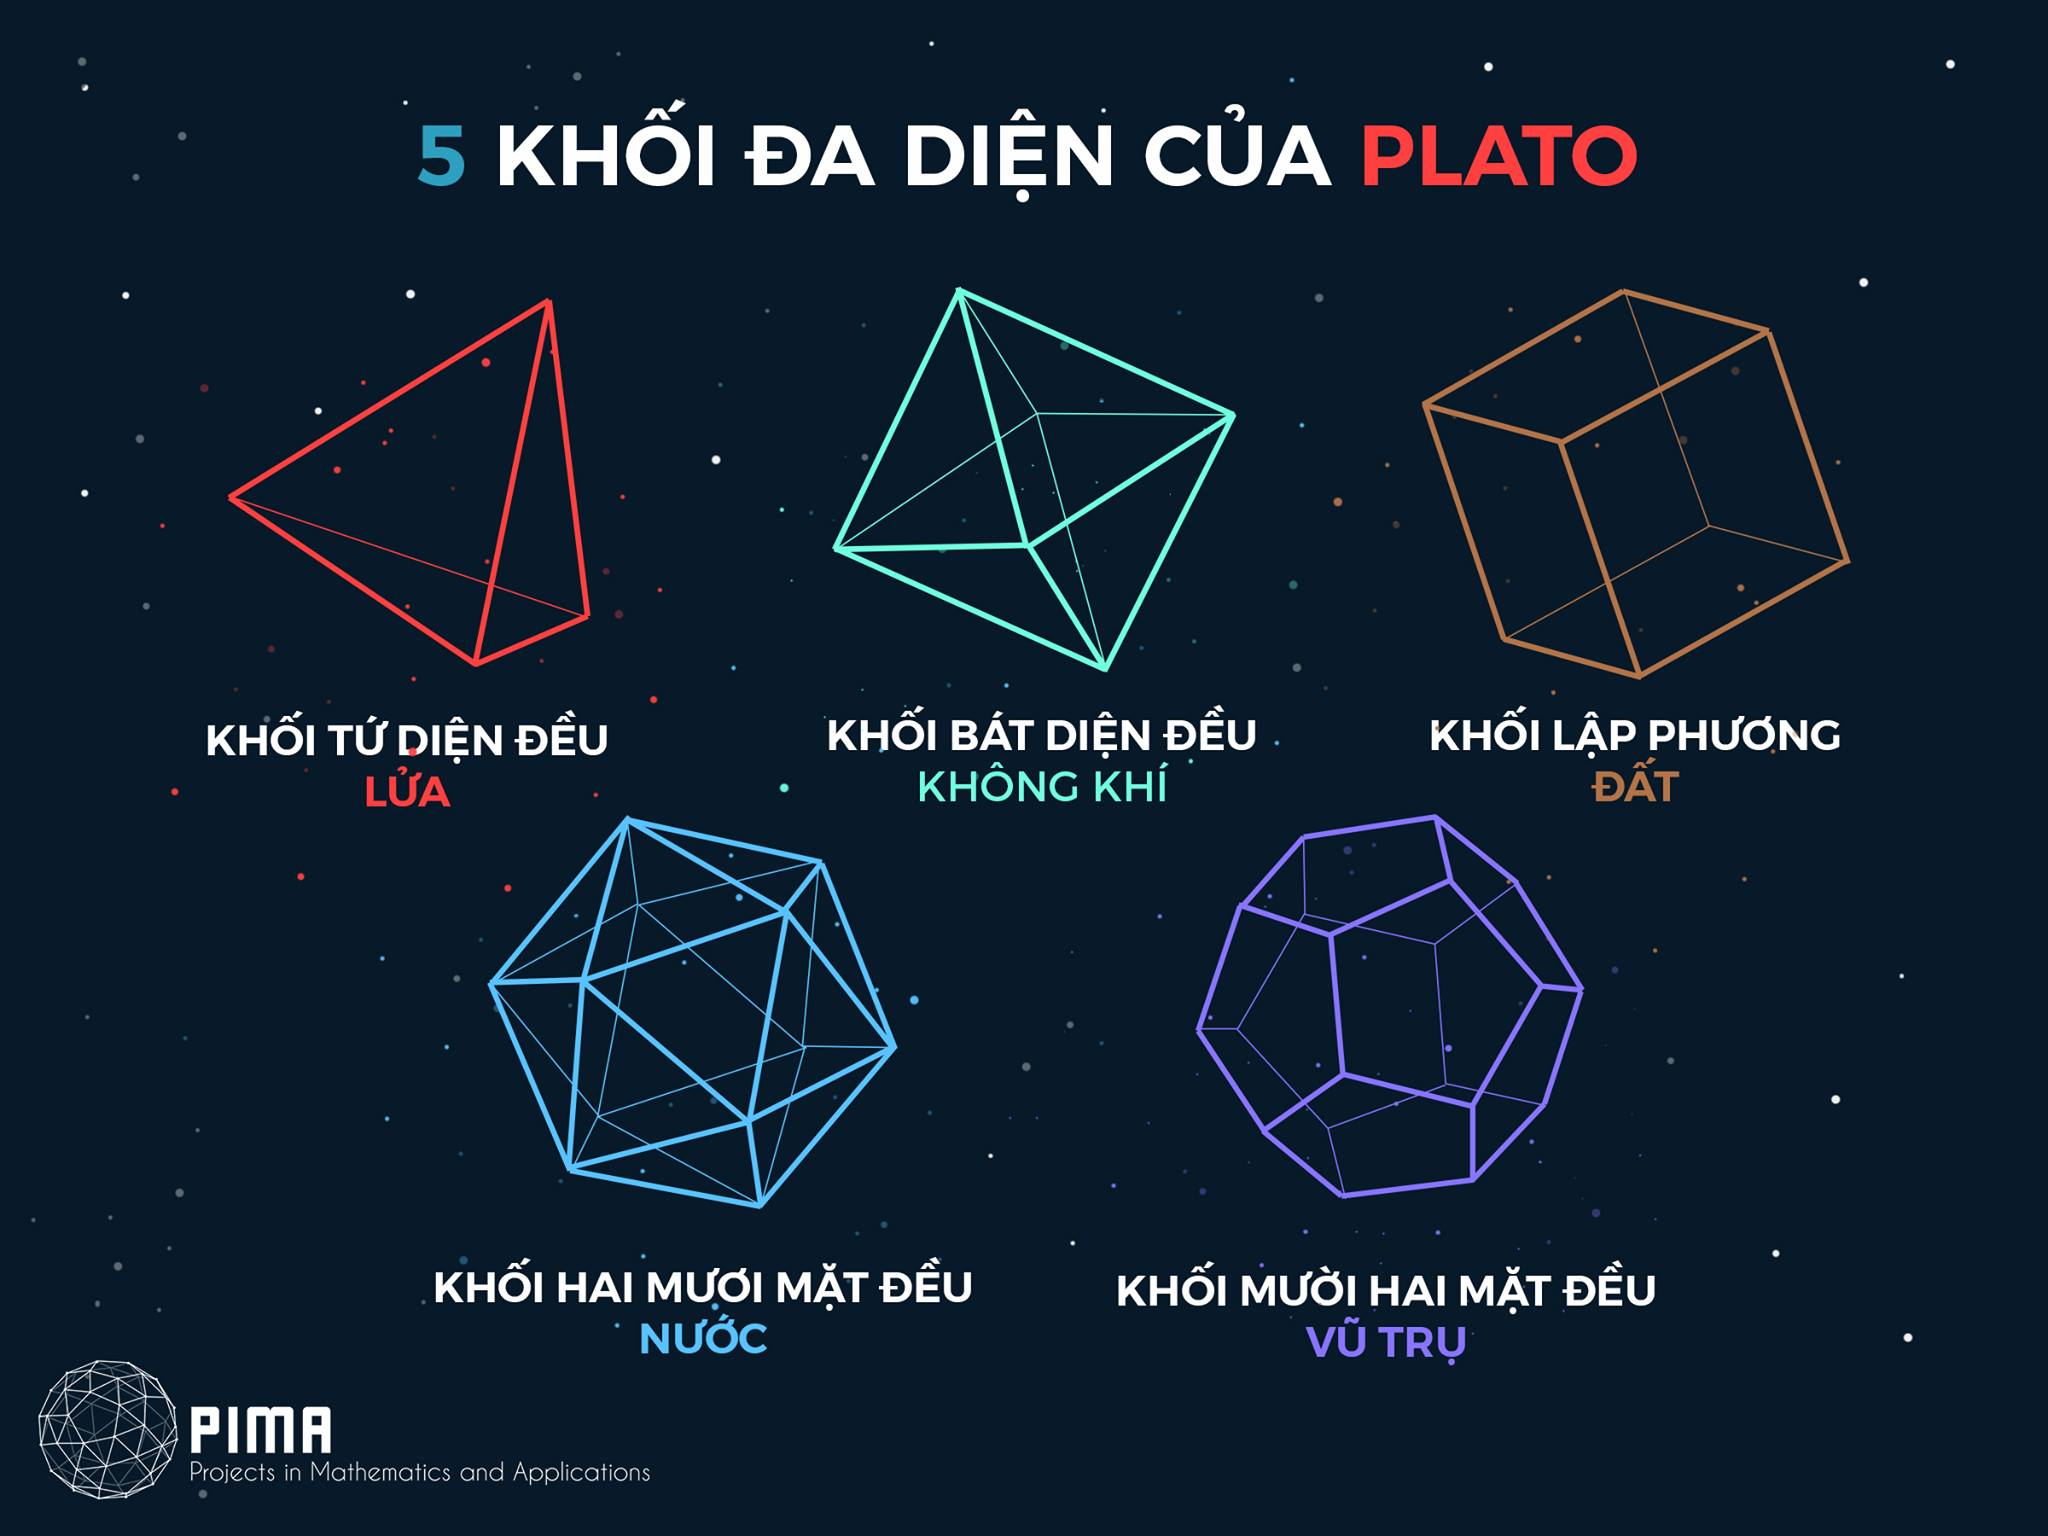 5 KHỐI ĐA DIỆN CỦA PLATO
KHỐI TỨ DIỆN ĐỀU
LỬA
KHỐI BÁT DIỆN ĐỀU
KHÔNG KHÍ
KHỐI LẬP PHƯƠNG
ĐẤT
KHỐI HAI MƯƠI MẶT ĐỀU
NƯỚC
KHỐI MƯỜI HAI MẶT ĐỀU
VŨ TRỤ
PIMA
Projects in Mathematics and Applications